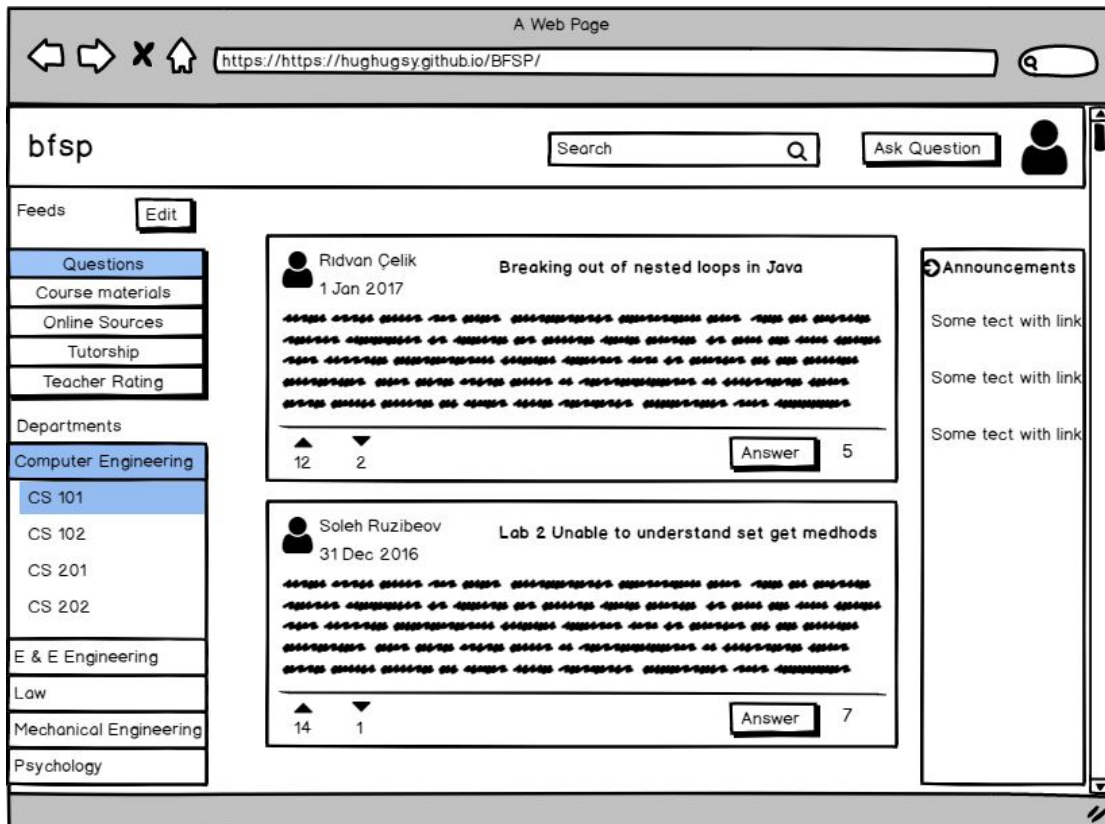 A Web Page
https://https://hughugsy.github.io/BFSP/
bfsp
Search
Ask Question
Feeds
Edit
Questions
Course materials
Online Sources
Tutorship
Teacher Rating
Departments
Computer Engineering
CS 101
CS 102
CS 201
CS 202
E & E Engineering
Law
Mechanical Engineering
Psychology
Rıdvan Çelik
1 Jan 2017
Breaking out of nested loops in Java
12
2
Answer
5
Soleh Ruzibeov
31 Dec 2016
Lab 2 Unable to understand set get medhods
14
1
Answer
7
Announcements
Some tect with link
Some tect with link
Some tect with link